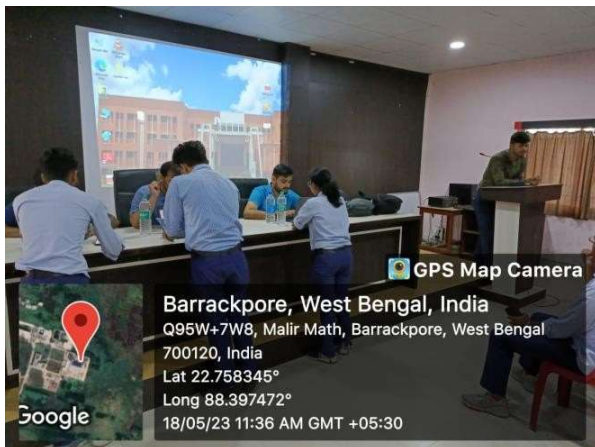 GPS Map Camera
Barrackpore, West Bengal, India
Q95W+7W8, Malir Math, Barrackpore, West Bengal
700120, India
Lat 22.758345°
Long 88.397472°
18/05/23 11:36 AM GMT +05:30
Google